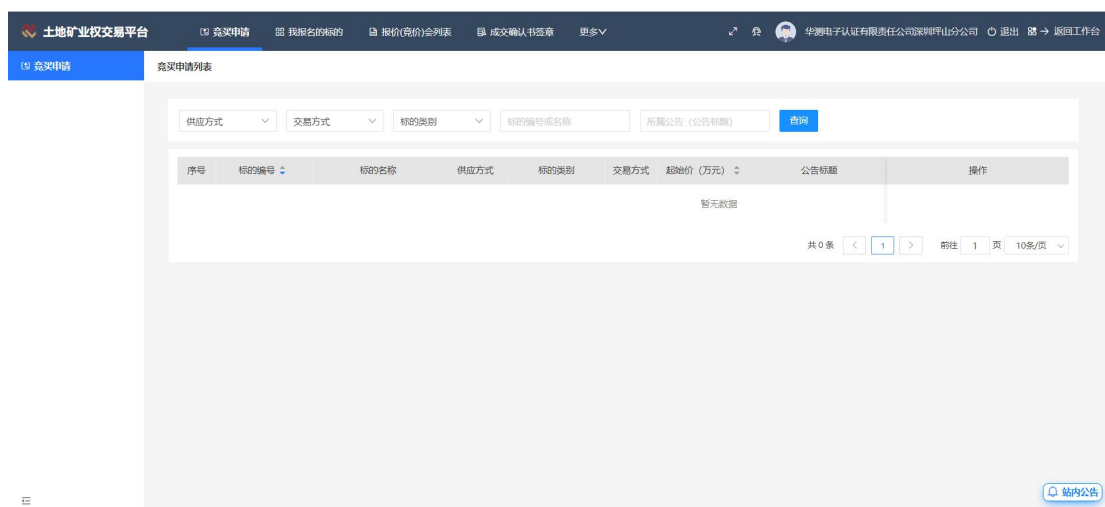 土地矿业权交易平台 竞买申请 我报名的标的 报价(竞价)会列表 成交确认书签章 更多 华测电子认证有限责任公司深圳坪山分公司 退出 返回工作台
竞买申请 竞买申请列表
供应方式 交易方式 标的类别 标的编号或名称 所属公告（公告标题） 查询
序号 标的编号 标的名称 供应方式 标的类别 交易方式 起始价（万元） 公告标题 操作
暂无数据
共 0 条 < 1 > 前往 1 页 10条/页
站内公告